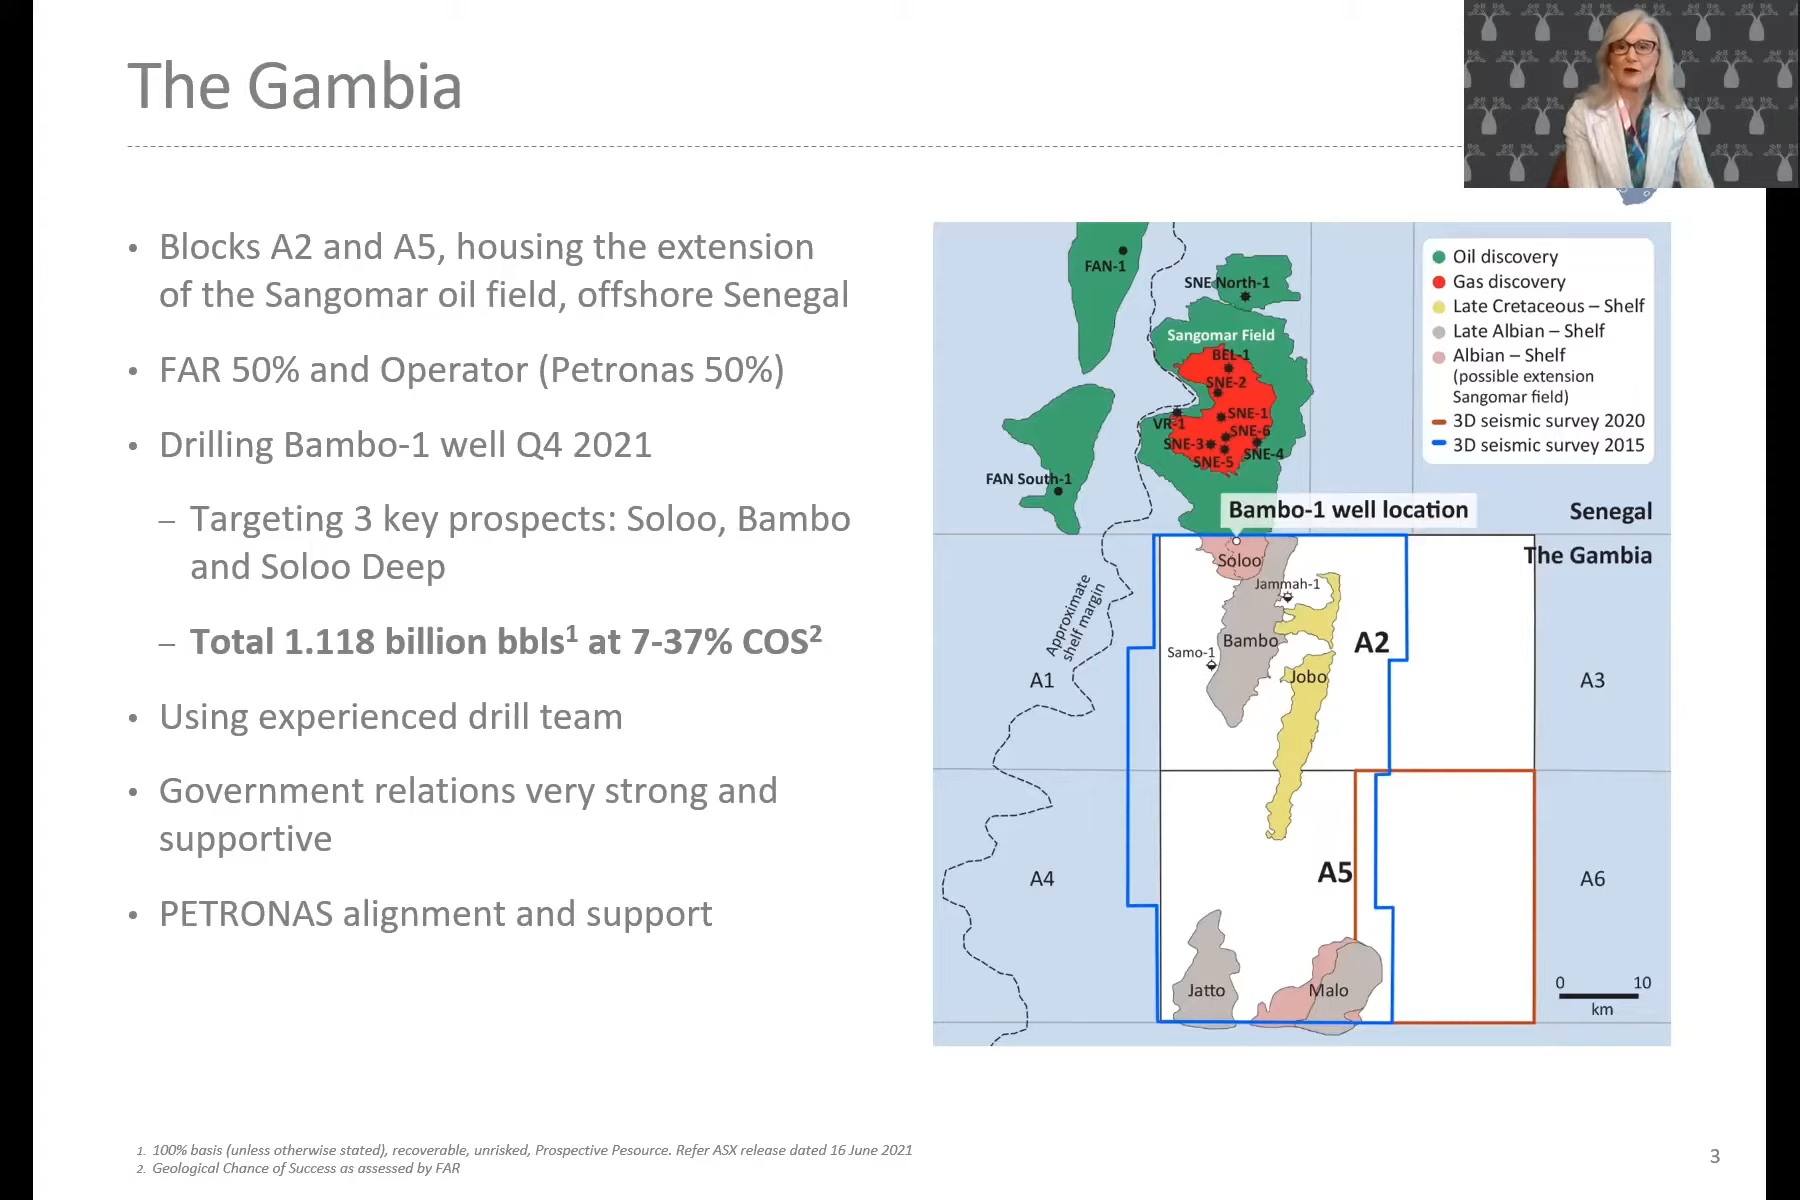 The Gambia
• Blocks A2 and A5, housing the extension
of the Sangomar oil field, offshore Senegal
• FAR 50% and Operator (Petronas 50%)
• Drilling Bambo-1 well Q4 2021
– Targeting 3 key prospects: Soloo, Bambo
and Soloo Deep
– Total 1.118 billion bbls¹ at 7-37% COS²
• Using experienced drill team
• Government relations very strong and
supportive
• PETRONAS alignment and support
FAN-1
SNE North-1
Sangomar Field
BEL-1
SNE-2
SNE-1
VR-1
SNE-6
SNE-3
SNE-4
SNE-5
FAN South-1
Oil discovery
Gas discovery
Late Cretaceous – Shelf
Late Albian – Shelf
Albian – Shelf
(possible extension
Sangomar field)
3D seismic survey 2020
3D seismic survey 2015
Bambo-1 well location
Senegal
The Gambia
Soloo
Jammah-1
Approximate
shelf margin
Bambo
A2
Samo-1
Jobo
A1
A3
A5
A4
A6
Jatto
Malo
0 10
km
1. 100% basis (unless otherwise stated), recoverable, unrisked, Prospective Pesource. Refer ASX release dated 16 June 2021
2. Geological Chance of Success as assessed by FAR
3